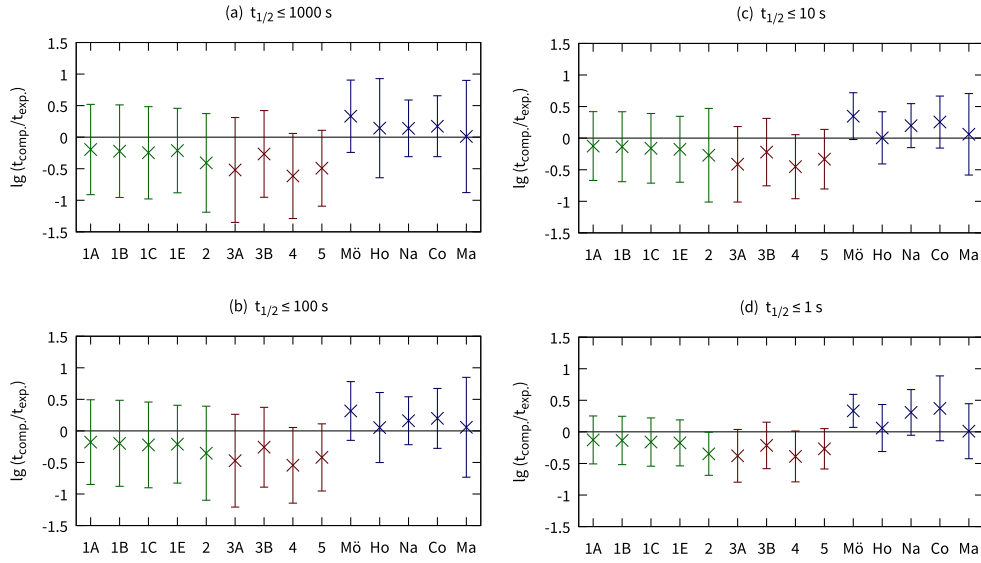 (a) t1/2 ≤ 1000 s
1.5
1
0.5
0
-0.5
-1
-1.5
lg (tcomp./texp.)
1A 1B 1C 1E 2 3A 3B 4 5 Mö Ho Na Co Ma
(b) t1/2 ≤ 100 s
1.5
1
0.5
0
-0.5
-1
-1.5
lg (tcomp./texp.)
1A 1B 1C 1E 2 3A 3B 4 5 Mö Ho Na Co Ma
(c) t1/2 ≤ 10 s
1.5
1
0.5
0
-0.5
-1
-1.5
lg (tcomp./texp.)
1A 1B 1C 1E 2 3A 3B 4 5 Mö Ho Na Co Ma
(d) t1/2 ≤ 1 s
1.5
1
0.5
0
-0.5
-1
-1.5
lg (tcomp./texp.)
1A 1B 1C 1E 2 3A 3B 4 5 Mö Ho Na Co Ma